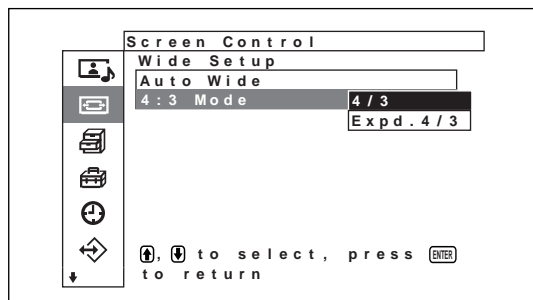 Screen Control
Wide Setup
Auto Wide
4:3 Mode 4/3
Expd.4/3
, to select, press ENTER
to return